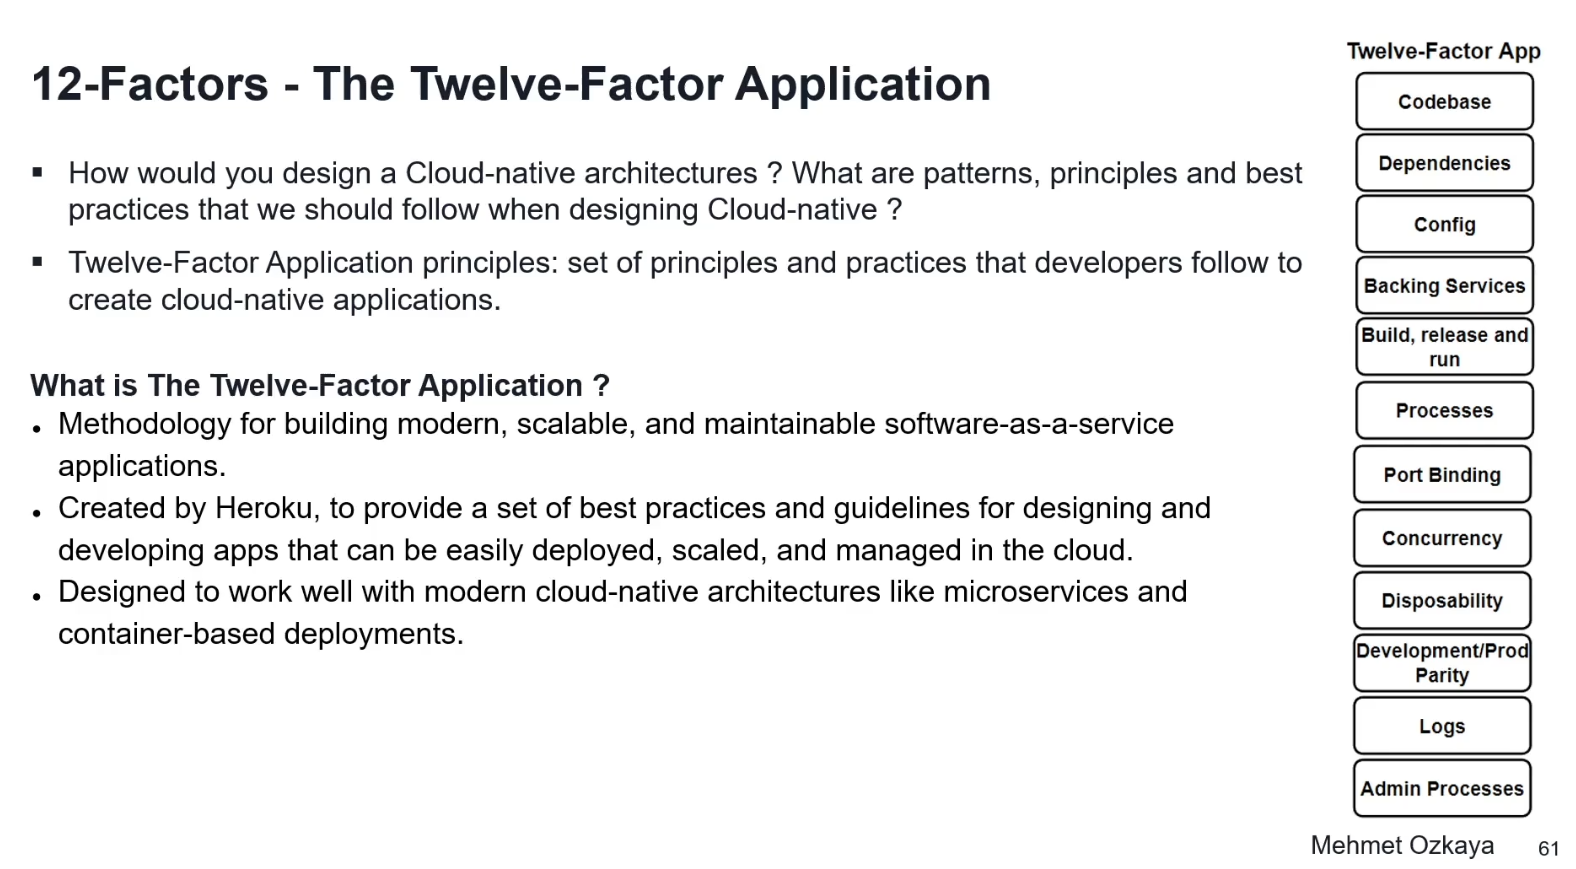 12-Factors - The Twelve-Factor Application
▪ How would you design a Cloud-native architectures ? What are patterns, principles and best
practices that we should follow when designing Cloud-native ?
▪ Twelve-Factor Application principles: set of principles and practices that developers follow to
create cloud-native applications.
What is The Twelve-Factor Application ?
• Methodology for building modern, scalable, and maintainable software-as-a-service
applications.
• Created by Heroku, to provide a set of best practices and guidelines for designing and
developing apps that can be easily deployed, scaled, and managed in the cloud.
• Designed to work well with modern cloud-native architectures like microservices and
container-based deployments.
Twelve-Factor App
Codebase
Dependencies
Config
Backing Services
Build, release and
run
Processes
Port Binding
Concurrency
Disposability
Development/Prod
Parity
Logs
Admin Processes
Mehmet Ozkaya
61